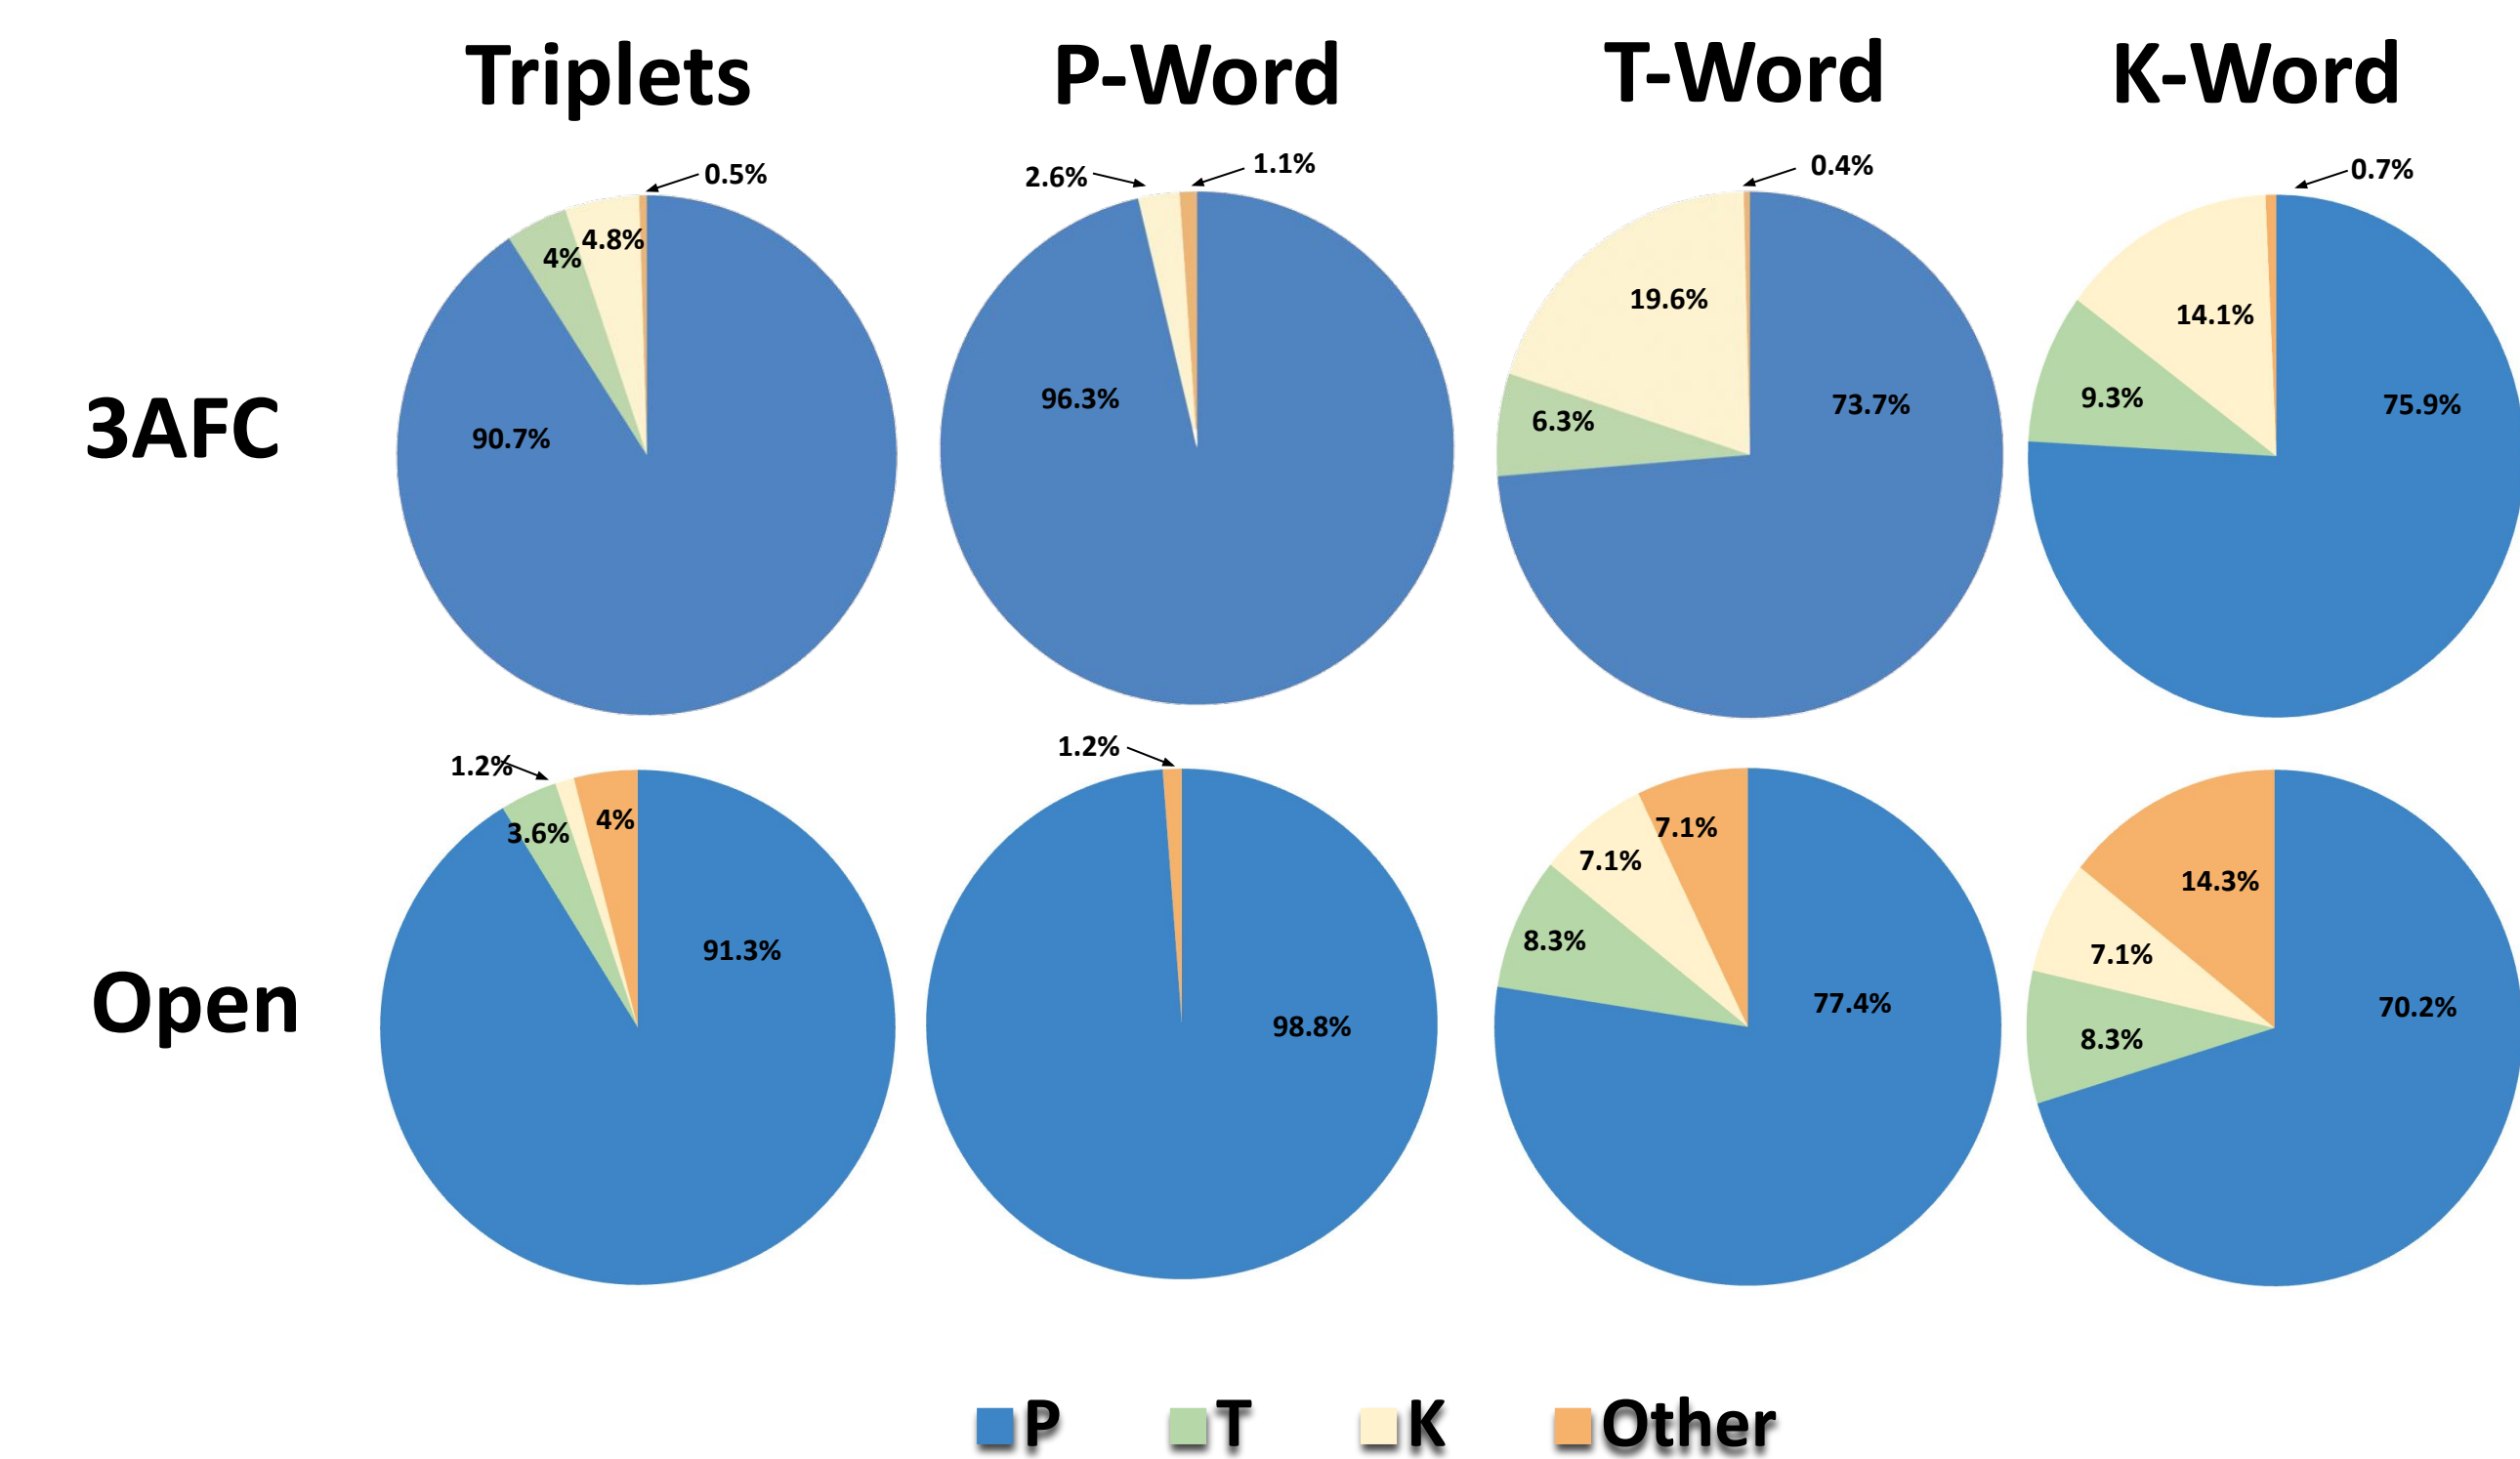 Triplets P-Word T-Word K-Word
0.5% 2.6% 1.1% 0.4% 0.7%
4% 4.8% 19.6% 14.1%
3AFC 90.7% 96.3% 6.3% 73.7% 9.3% 75.9%
1.2% 1.2%
3.6% 4% 7.1% 7.1% 14.3%
91.3% 8.3% 7.1%
Open 98.8% 77.4% 8.3% 70.2%
P T K Other